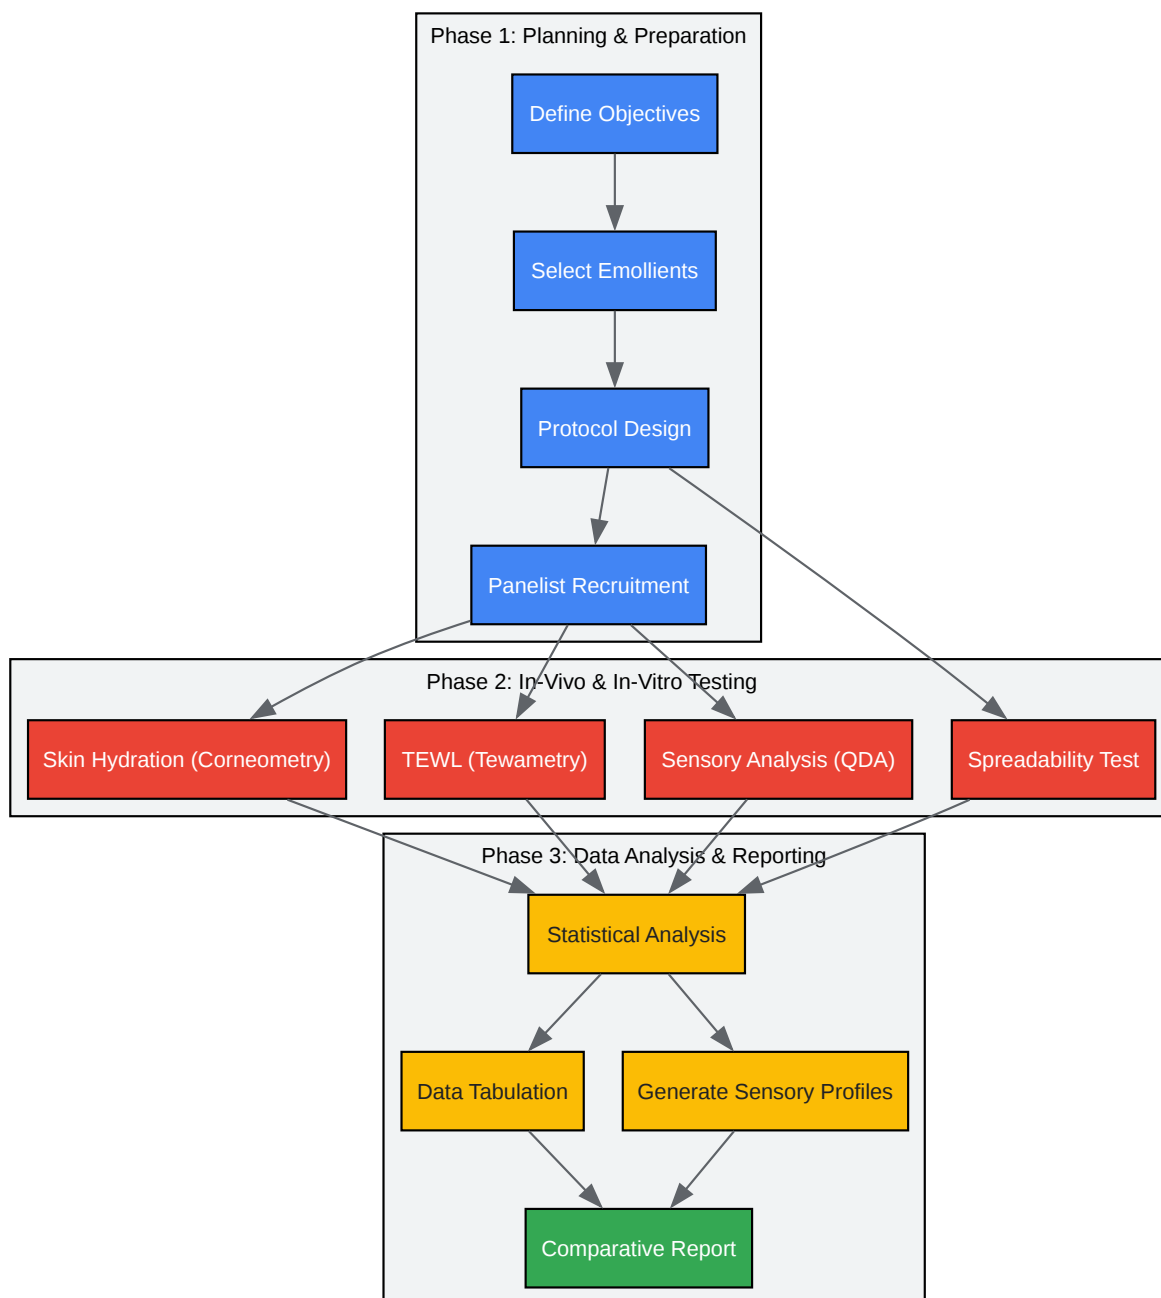 Phase 1: Planning & Preparation
Define Objectives
Select Emollients
Protocol Design
Panelist Recruitment
Phase 2: In-Vivo & In-Vitro Testing
Skin Hydration (Corneometry)
TEWL (Tewametry)
Sensory Analysis (QDA)
Spreadability Test
Phase 3: Data Analysis & Reporting
Statistical Analysis
Data Tabulation
Generate Sensory Profiles
Comparative Report